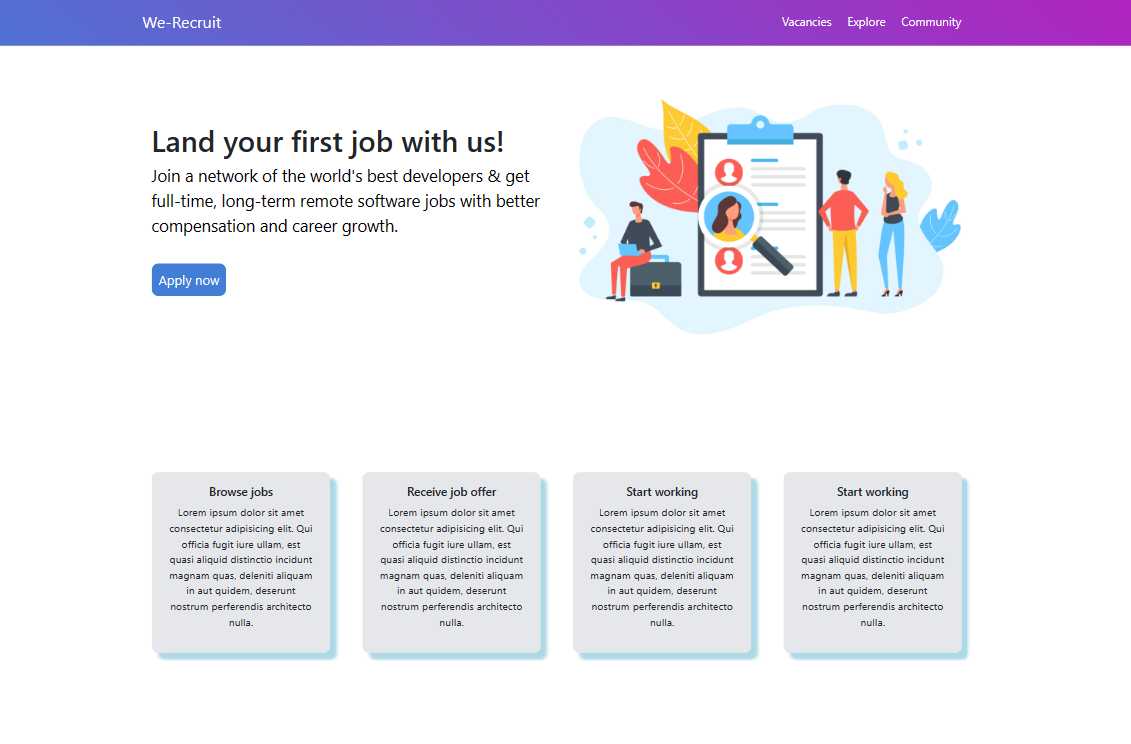 We-Recruit
Vacancies Explore Community
Land your first job with us!
Join a network of the world's best developers & get
full-time, long-term remote software jobs with better
compensation and career growth.
Apply now
Browse jobs
Lorem ipsum dolor sit amet
consectetur adipisicing elit. Qui
officia fugit iure ullam, est
quasi aliquid distinctio incidunt
magnam quas, deleniti aliquam
in aut quidem, deserunt
nostrum perferendis architecto
nulla.
Receive job offer
Lorem ipsum dolor sit amet
consectetur adipisicing elit. Qui
officia fugit iure ullam, est
quasi aliquid distinctio incidunt
magnam quas, deleniti aliquam
in aut quidem, deserunt
nostrum perferendis architecto
nulla.
Start working
Lorem ipsum dolor sit amet
consectetur adipisicing elit. Qui
officia fugit iure ullam, est
quasi aliquid distinctio incidunt
magnam quas, deleniti aliquam
in aut quidem, deserunt
nostrum perferendis architecto
nulla.
Start working
Lorem ipsum dolor sit amet
consectetur adipisicing elit. Qui
officia fugit iure ullam, est
quasi aliquid distinctio incidunt
magnam quas, deleniti aliquam
in aut quidem, deserunt
nostrum perferendis architecto
nulla.